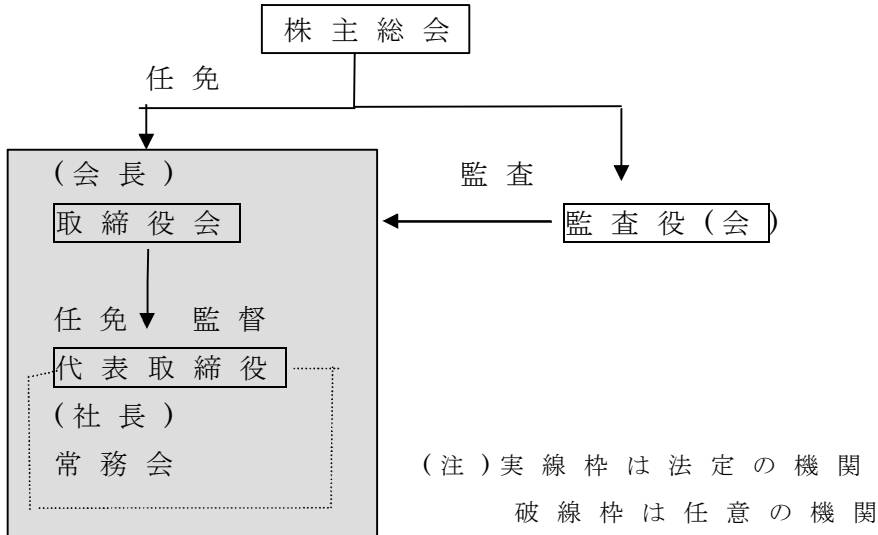 株主総会
任免
(会長)
監査
取締役会
監査役(会)
任免 監督
代表取締役
(社長)
常務会
(注)実線枠は法定の機関
破線枠は任意の機関